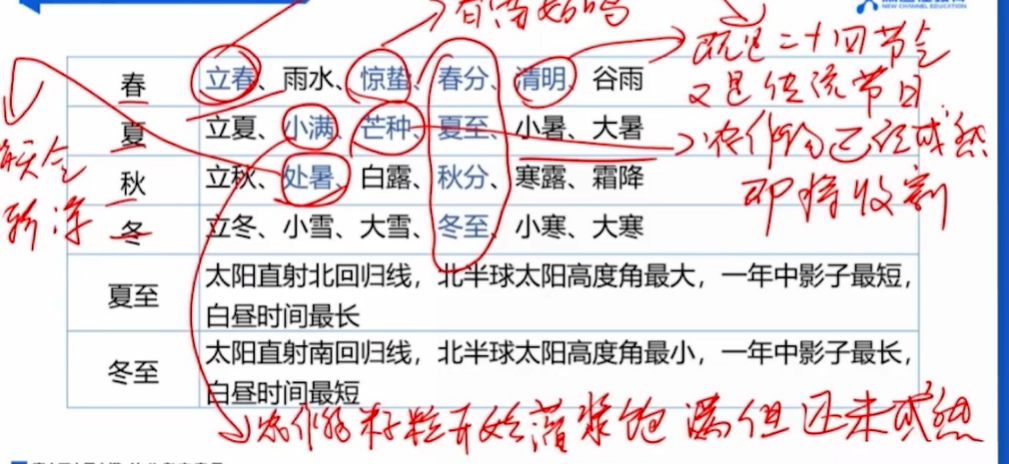 NEW CHANNEL EDUCATION
春 立春、雨水、惊蛰、春分、清明、谷雨
既是二十四节气
又是传统节日
夏 立夏、小满、芒种、夏至、小暑、大暑
农作物已经成熟
即将收割
秋 立秋、处暑、白露、秋分、寒露、霜降
冬 立冬、小雪、大雪、冬至、小寒、大寒
夏至 太阳直射北回归线，北半球太阳高度角最大，一年中影子最短，
白昼时间最长
冬至 太阳直射南回归线，北半球太阳高度角最小，一年中影子最长，
白昼时间最短
农作物籽粒开始灌浆饱满但还未成熟